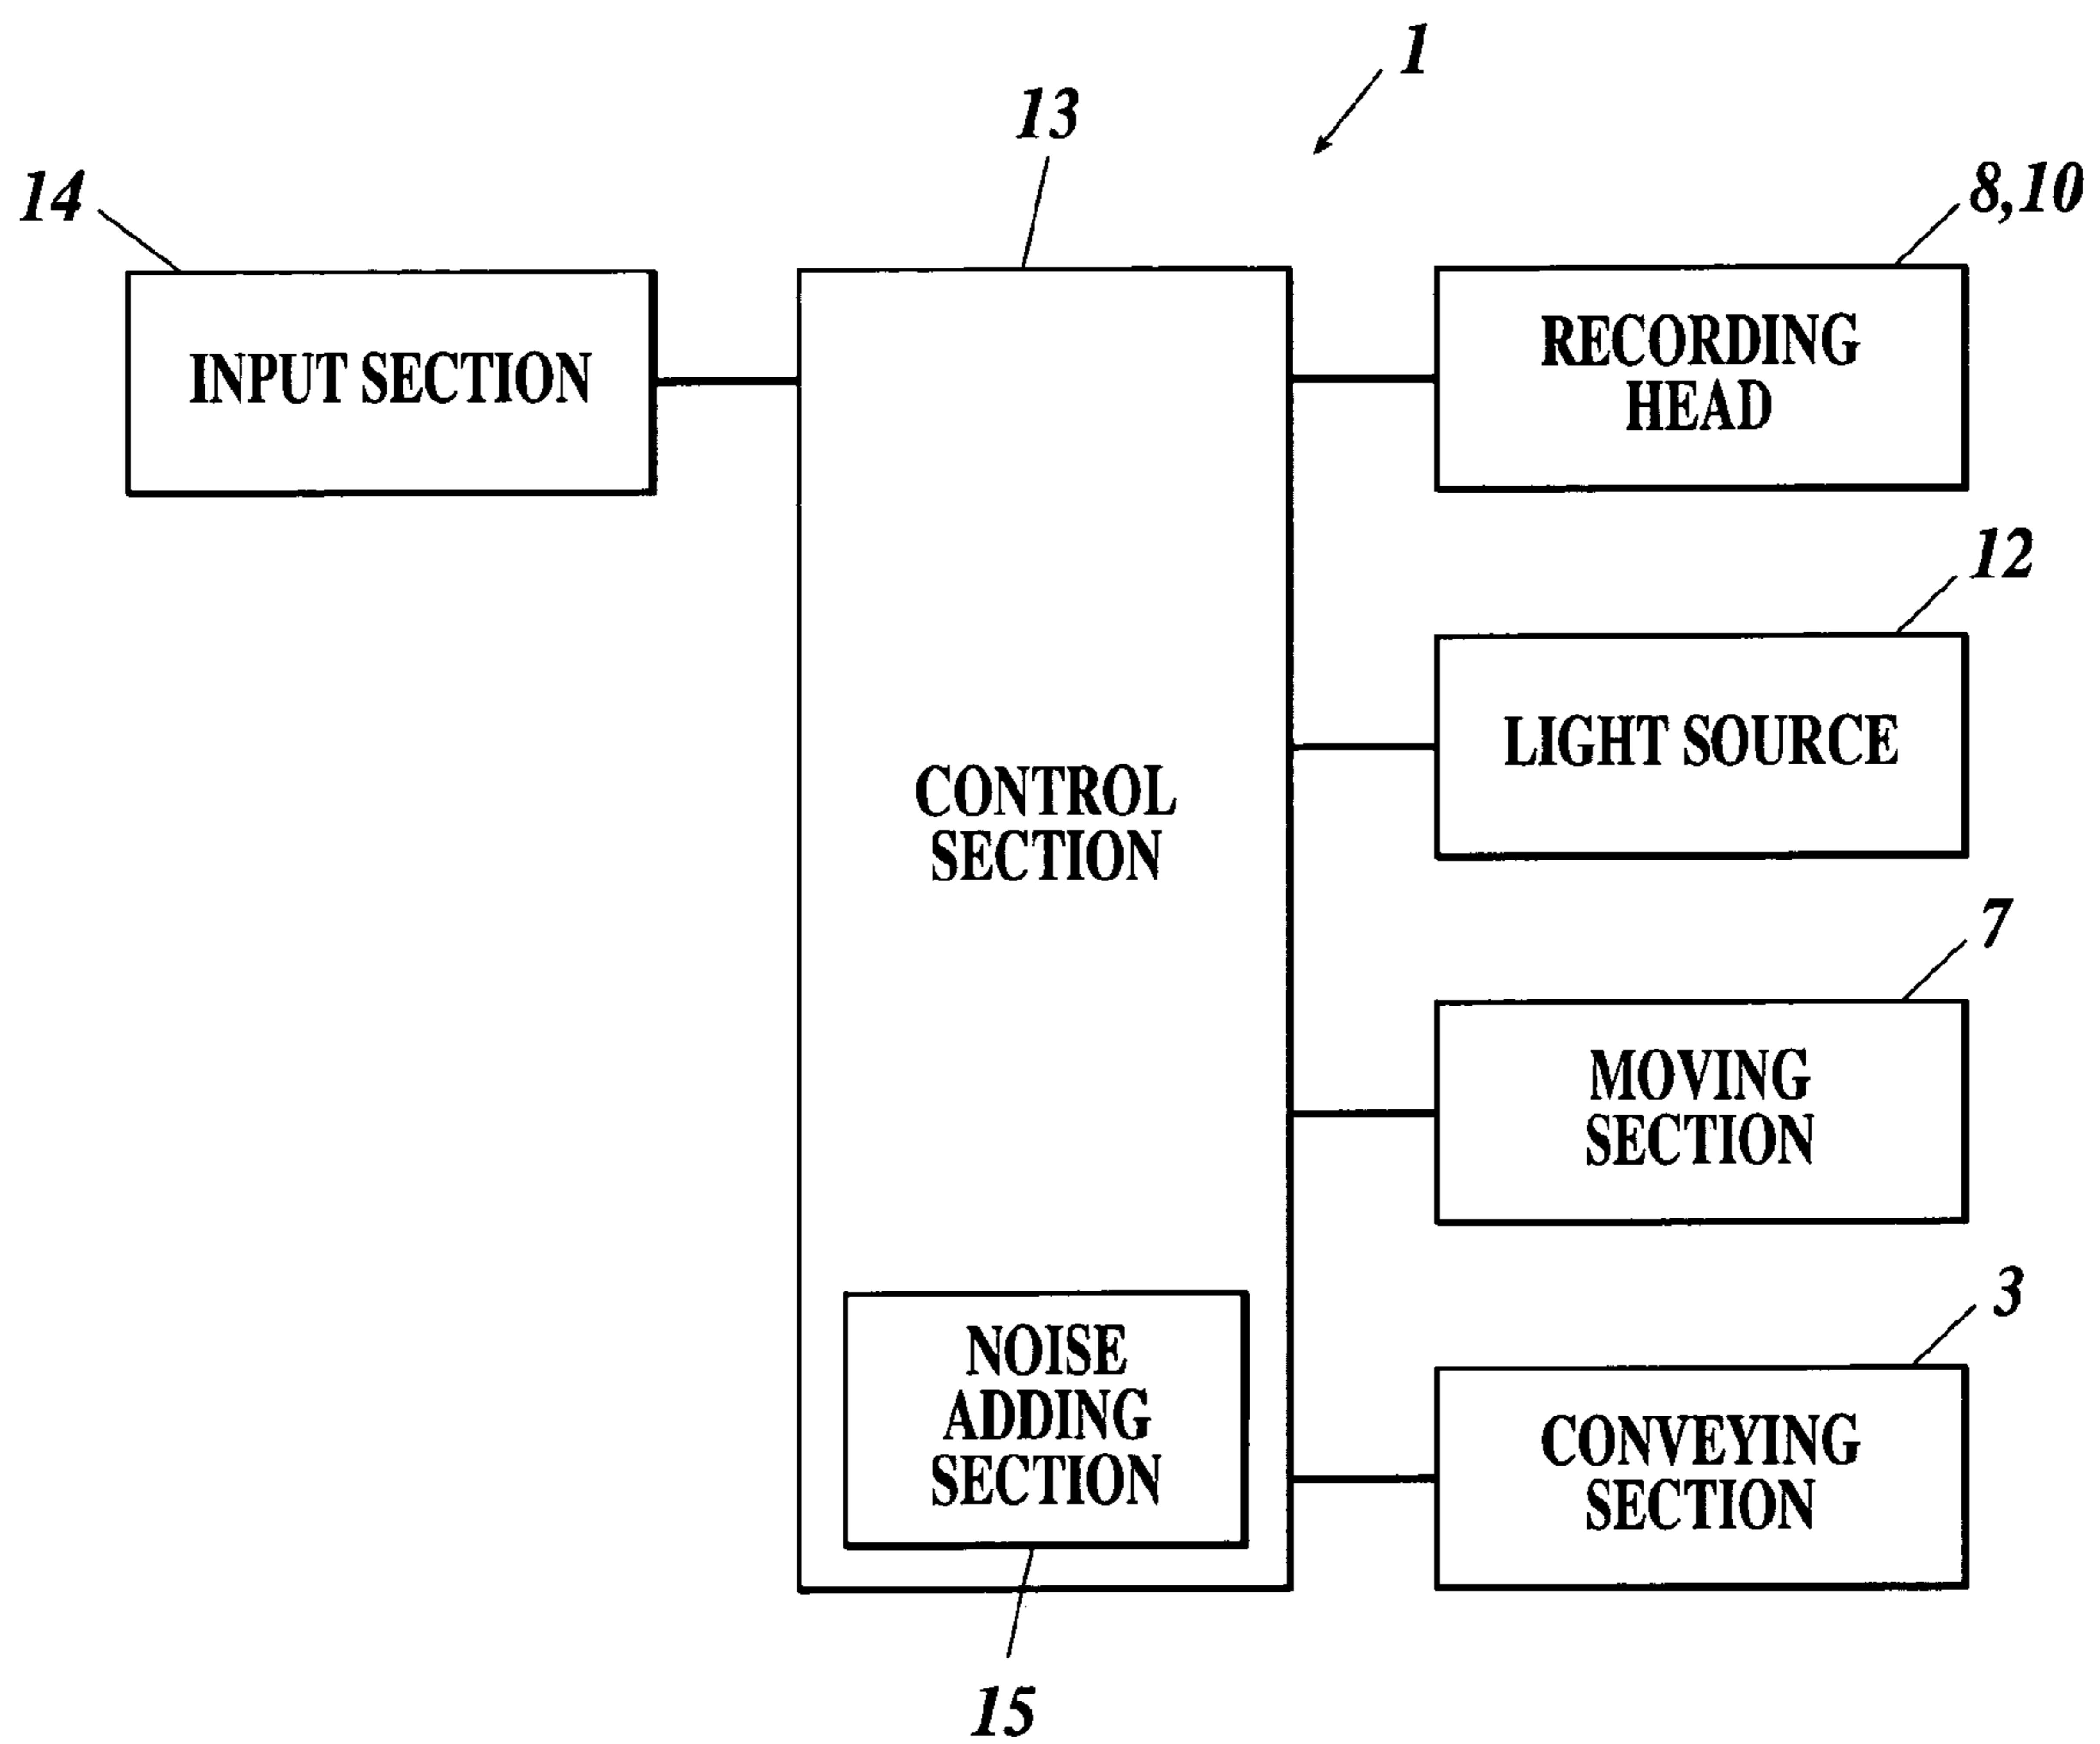 1
13
14
8,10
INPUT SECTION
RECORDING
HEAD
12
LIGHT SOURCE
CONTROL
SECTION
7
MOVING
SECTION
3
NOISE
ADDING
SECTION
CONVEYING
SECTION
15